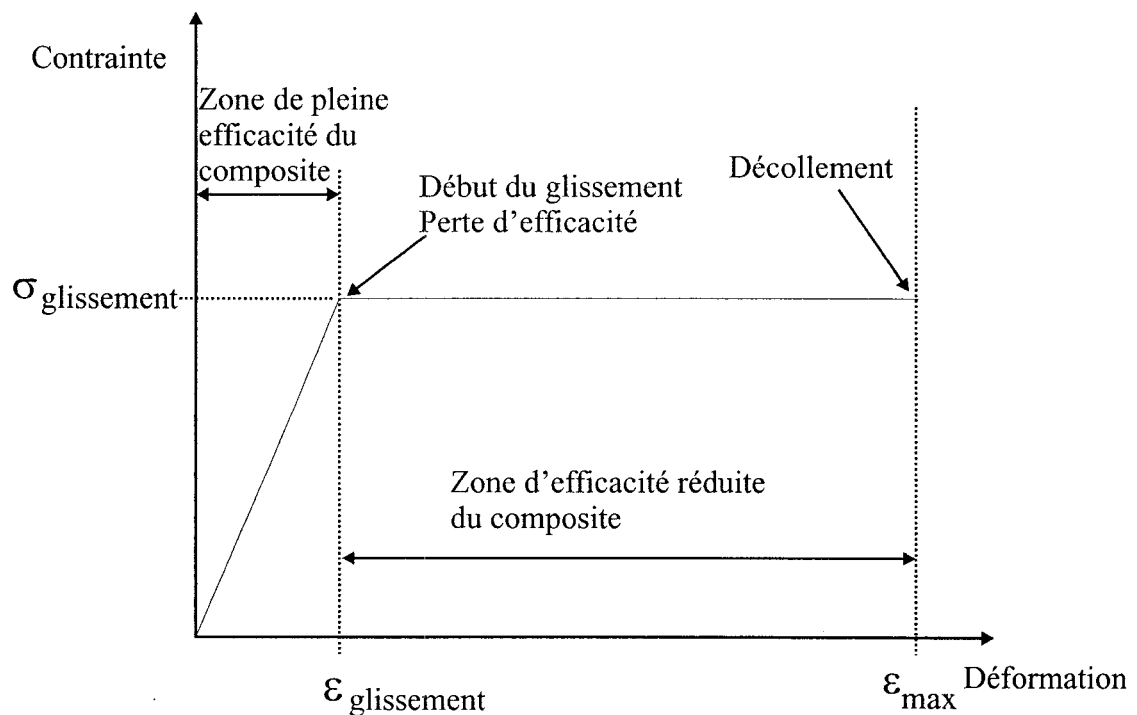 Contrainte
Zone de pleine
efficacité du
composite
Début du glissement
Perte d'efficacité
Décollement
σ glissement
Zone d'efficacité réduite
du composite
ε glissement
ε max
Déformation